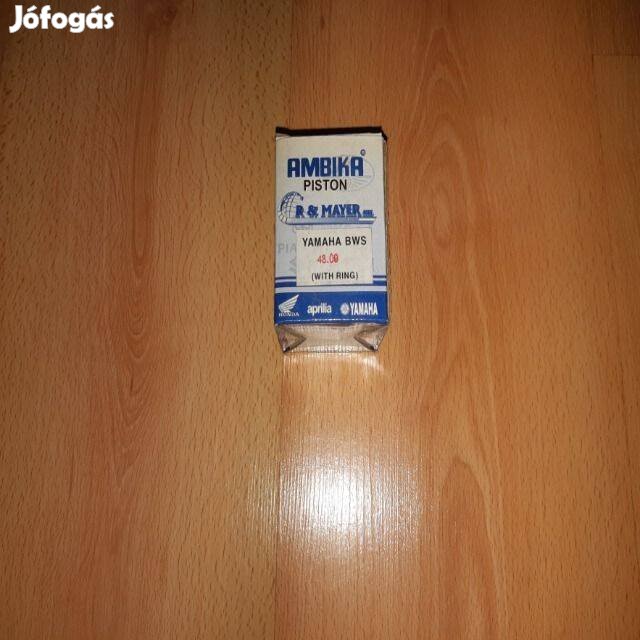 Jófogás
AMBIKA®
PISTON
R & MAYER
YAMAHA BWS
48.00
(WITH RING)
HONDA aprilia YAMAHA